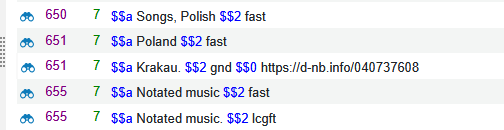 650 7 $$a Songs, Polish $$2 fast
651 7 $$a Poland $$2 fast
651 7 $$a Krakau. $$2 gnd $$0 https://d-nb.info/040737608
655 7 $$a Notated music $$2 fast
655 7 $$a Notated music. $$2 lcgft